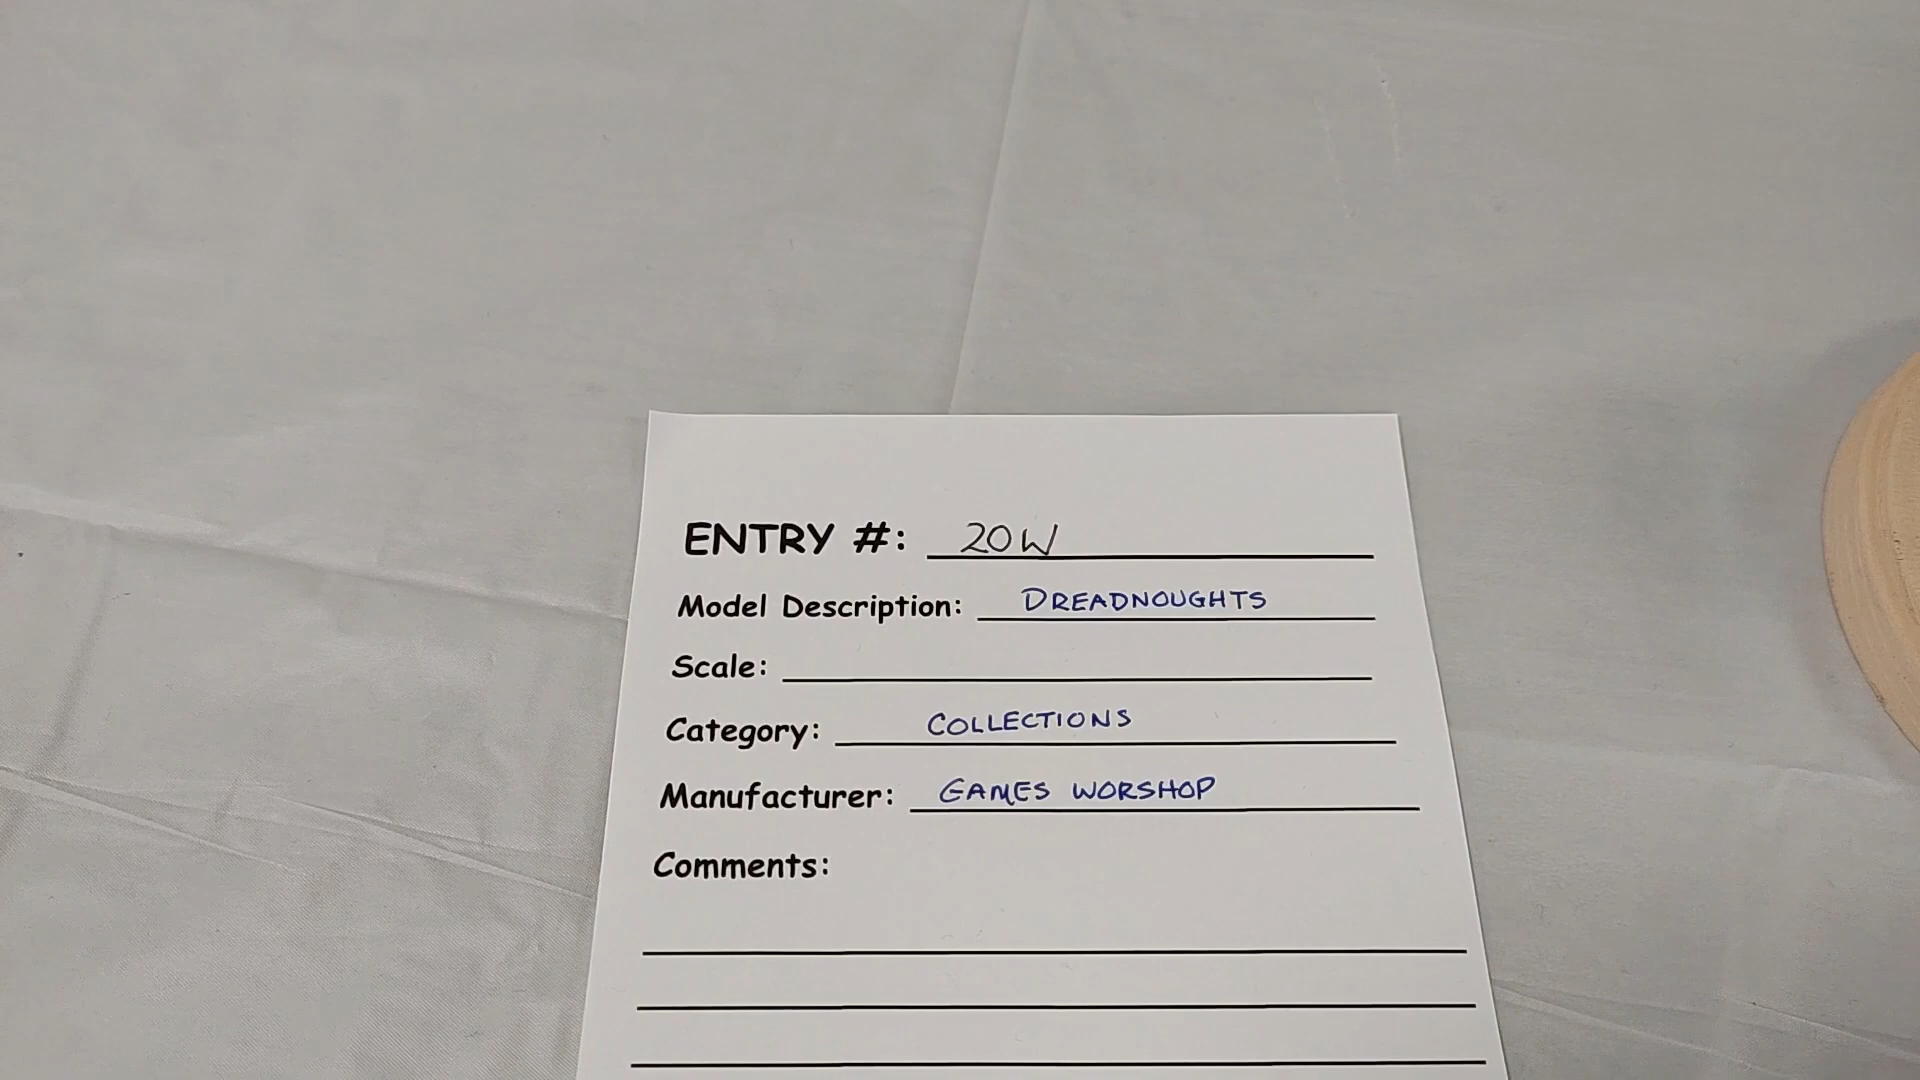 ENTRY #: 20W
Model Description: DREADNOUGHTS
Scale:
Category: COLLECTIONS
Manufacturer: GAMES WORSHOP
Comments: